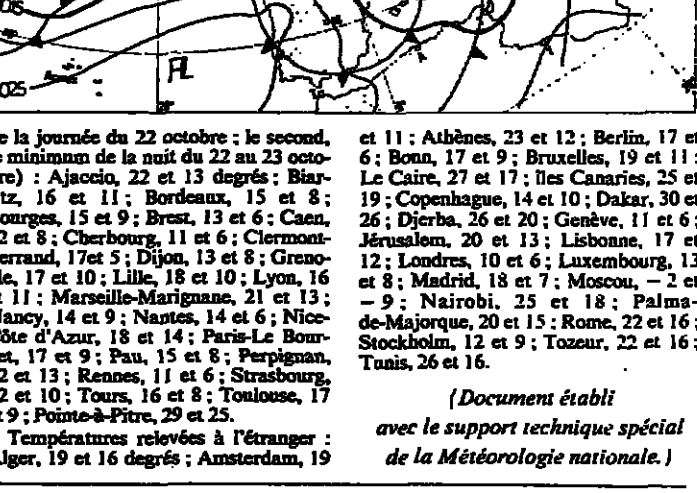 015
025
AL
e la journée du 22 octobre ; le second,
e minimum de la nuit du 22 au 23 octo-
re) : Ajaccio, 22 et 13 degrés ; Biar-
tz, 16 et 11 ; Bordeaux, 15 et 8 ;
ourges, 15 et 9 ; Brest, 13 et 6 ; Caen,
2 et 8 ; Cherbourg, 11 et 6 ; Clermont-
errand, 17et 5 ; Dijon, 13 et 8 ; Greno-
le, 17 et 10 ; Lille, 18 et 10 ; Lyon, 16
t 11 ; Marseille-Marignane, 21 et 13 ;
ancy, 14 et 9 ; Nantes, 14 et 6 ; Nice-
ôte d'Azur, 18 et 14 ; Paris-Le Bour-
et, 17 et 9 ; Pau, 15 et 8 ; Perpignan,
2 et 13 ; Rennes, 11 et 6 ; Strasbourg,
2 et 10 ; Tours, 16 et 8 ; Toulouse, 17
t 9 ; Pointe-à-Pitre, 29 et 25.
Températures relevées à l'étranger :
lger, 19 et 16 degrés ; Amsterdam, 19
et 11 ; Athènes, 23 et 12 ; Berlin, 17 et
6 ; Bonn, 17 et 9 ; Bruxelles, 19 et 11 ;
Le Caire, 27 et 17 ; îles Canaries, 25 et
19 ; Copenhague, 14 et 10 ; Dakar, 30 et
26 ; Djerba, 26 et 20 ; Genève, 11 et 6 ;
Jérusalem, 20 et 13 ; Lisbonne, 17 et
12 ; Londres, 10 et 6 ; Luxembourg, 13
et 8 ; Madrid, 18 et 7 ; Moscou, – 2 et
– 9 ; Nairobi, 25 et 18 ; Palma-
de-Majorque, 20 et 15 ; Rome, 22 et 16 ;
Stockholm, 12 et 9 ; Tozeur, 22 et 16 ;
Tunis, 26 et 16.
(Document établi
avec le support technique spécial
de la Météorologie nationale.)